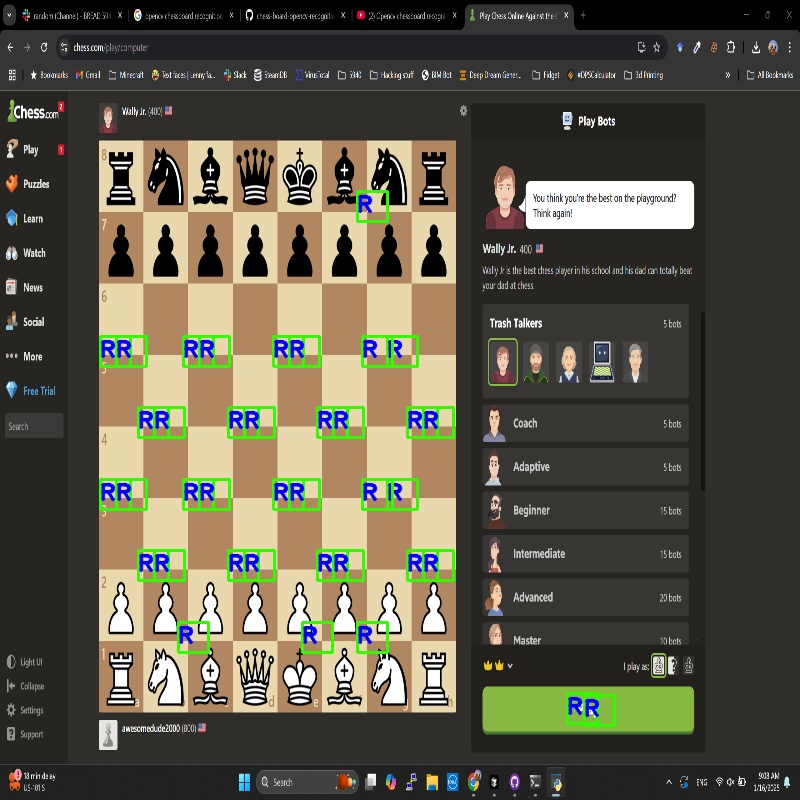 random (Channel) - BREAD 594
opencv chessboard recognition
chess-board-opencv-recognitio
(2) Opencv chessboard recogni
Play Chess Online Against the C
chess.com/play/computer
Bookmarks
Gmail
Minecraft
Text faces | Lenny fa...
Slack
SteamDB
VirusTotal
5940
Hacking stuff
BIM Bot
Deep Dream Gener...
Fidget
#DPSCalculator
3d Printing
»
All Bookmarks
Chess.com
2
Wally Jr. (400)
Play Bots
Play
1
Puzzles
Learn
Watch
News
Social
More
Free Trial
Search
8
7
6
5
4
3
2
1
a
d
e
h
R
RR RR RR R R
RR RR RR RR
RR RR RR R R
RR RR RR RR
R R R
You think you're the best on the playground?
Think again!
Wally Jr. 400
Wally Jr is the best chess player in his school and his dad can totally beat
your dad at chess.
Trash Talkers
5 bots
Coach
5 bots
Adaptive
5 bots
Beginner
15 bots
Intermediate
15 bots
Advanced
20 bots
Master
10 bots
I play as:
RR
Light UI
Collapse
Settings
Support
awesomedude2000 (800)
18 min delay
US-101 S
Search
ENG
9:08 AM
1/16/2025